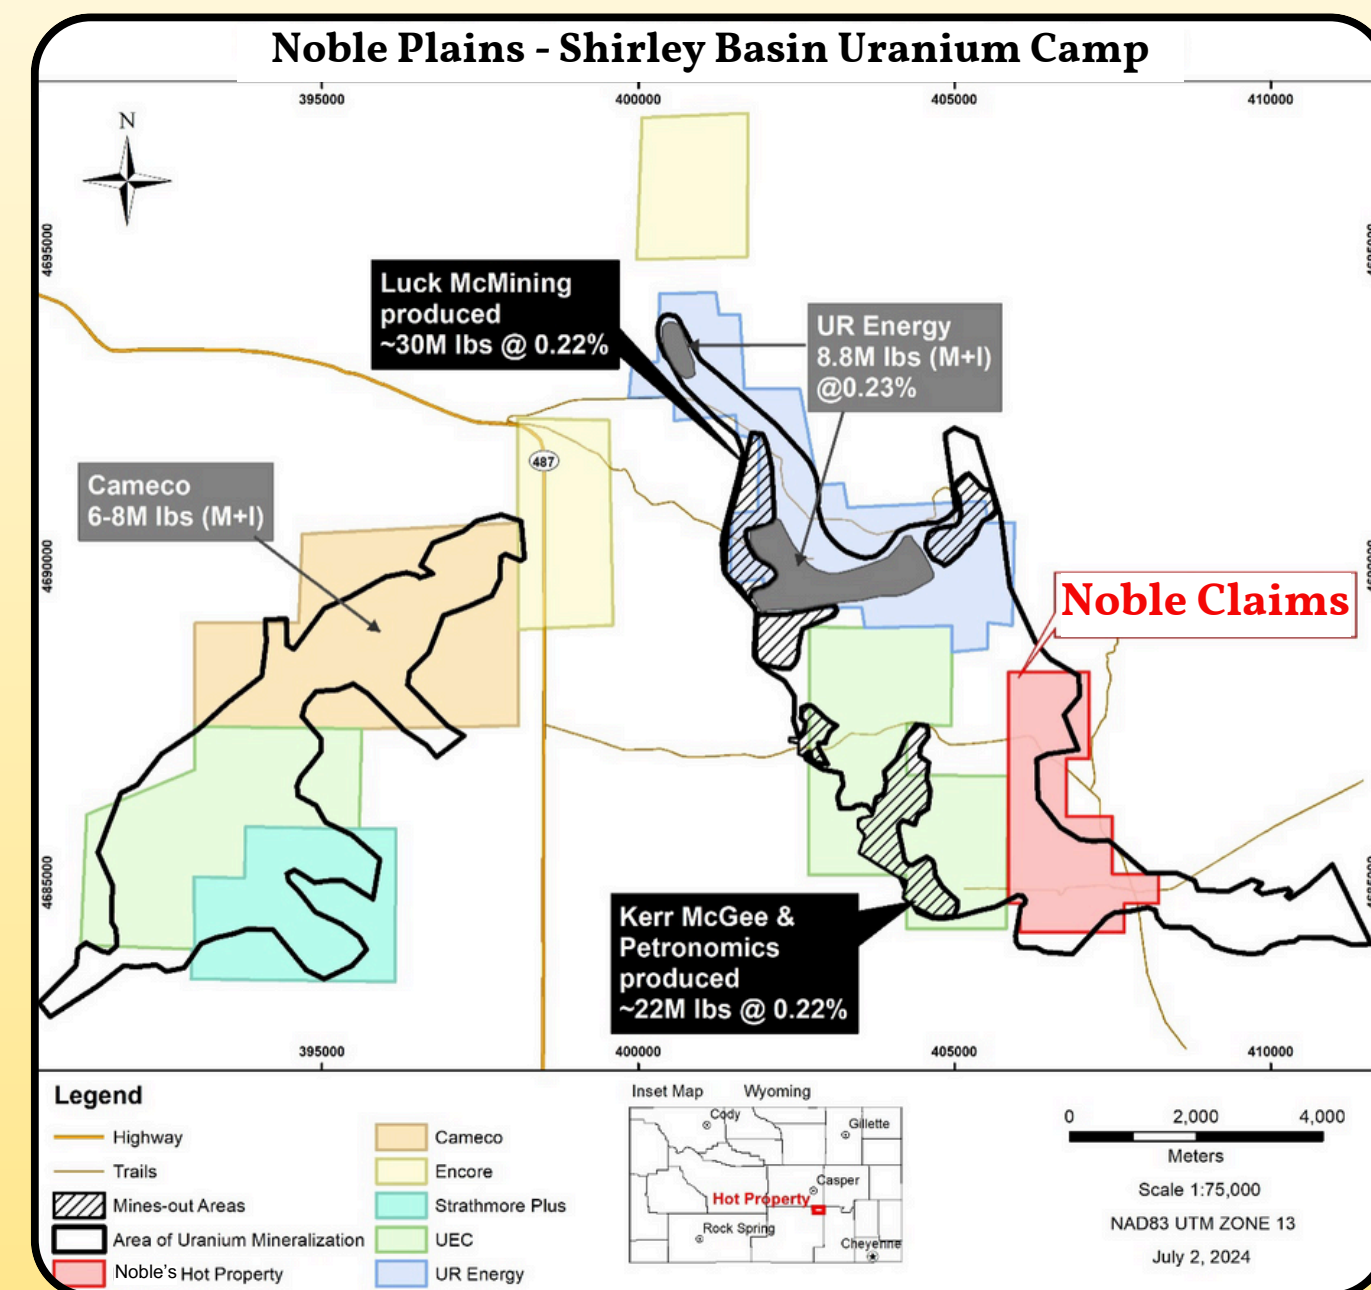 Noble Plains - Shirley Basin Uranium Camp
395000
400000
405000
410000
N
4695000
Luck McMining
produced
~30M lbs @ 0.22%
UR Energy
8.8M lbs (M+I)
@0.23%
487
Cameco
6-8M lbs (M+I)
4690000
Noble Claims
4685000
Kerr McGee &
Petronomics
produced
~22M lbs @ 0.22%
395000
400000
405000
410000
Legend
Highway
Trails
Mines-out Areas
Area of Uranium Mineralization
Noble's Hot Property
Cameco
Encore
Strathmore Plus
UEC
UR Energy
Inset Map Wyoming
Cody
Gillette
Casper
Hot Property
Rock Spring
Cheyenne
0 2,000 4,000
Meters
Scale 1:75,000
NAD83 UTM ZONE 13
July 2, 2024